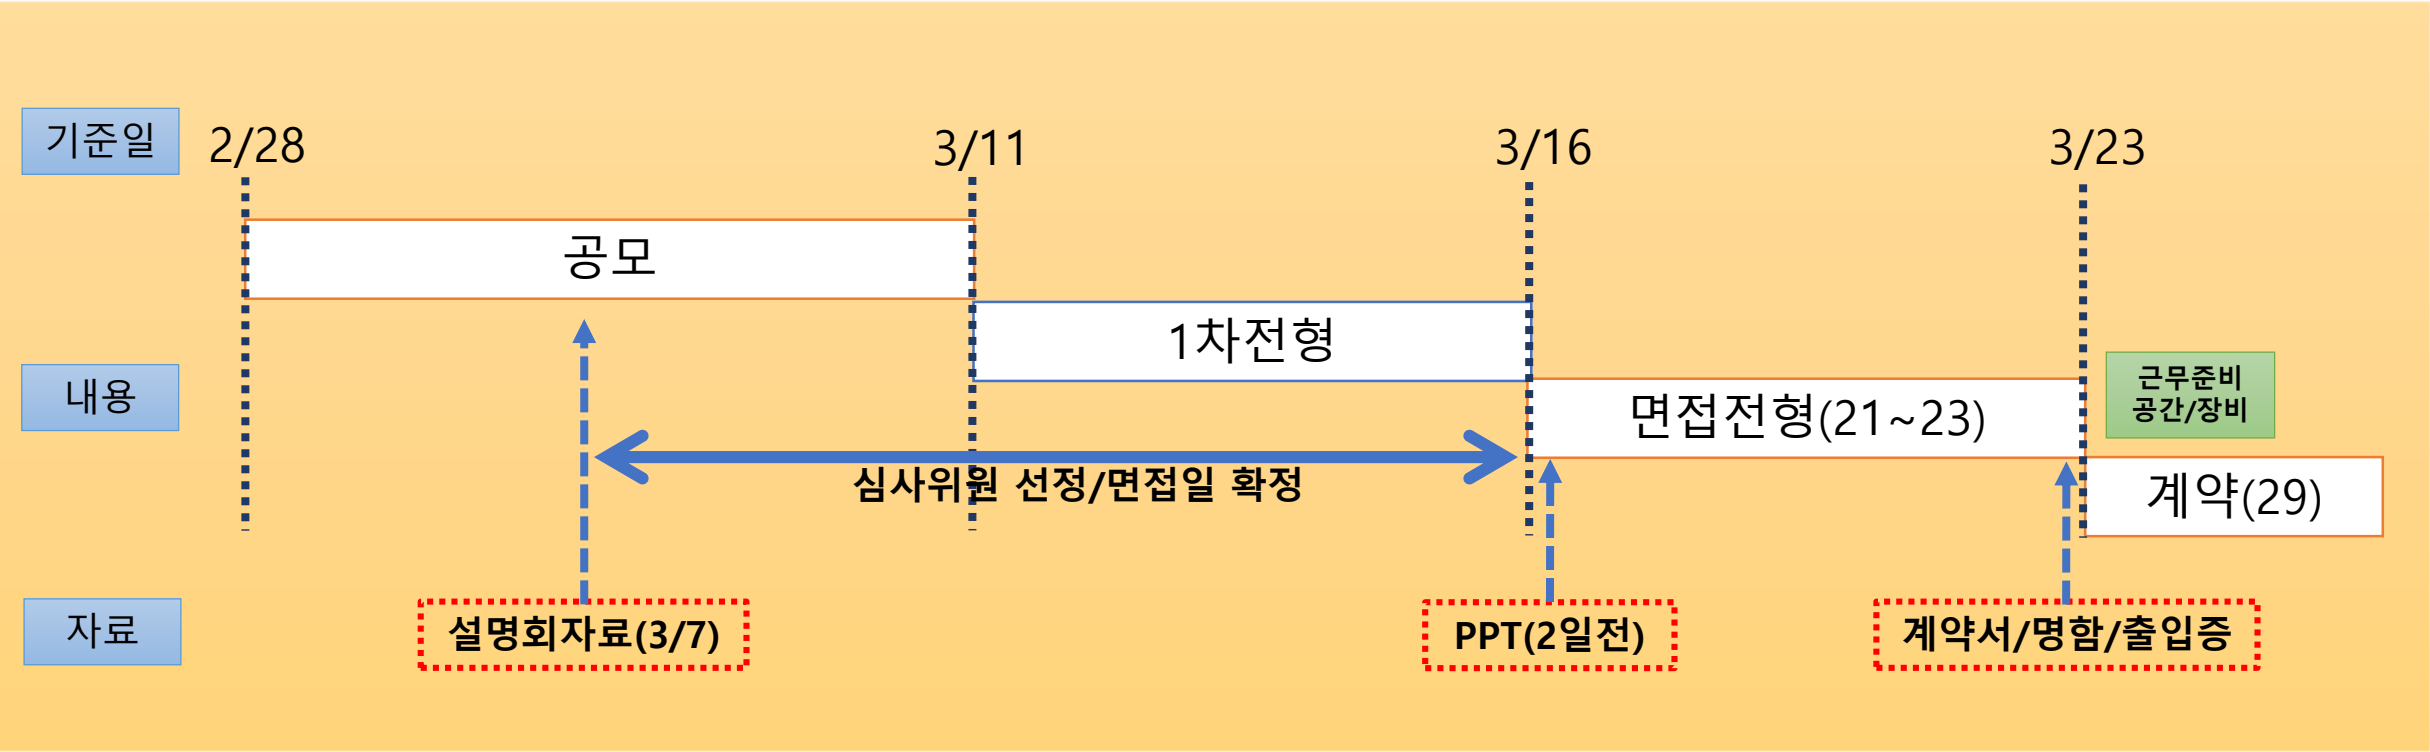 기준일
2/28
3/11
3/16
3/23
공모
1차전형
내용
면접전형(21~23)
근무준비
공간/장비
심사위원 선정/면접일 확정
계약(29)
자료
설명회자료(3/7)
PPT(2일전)
계약서/명함/출입증